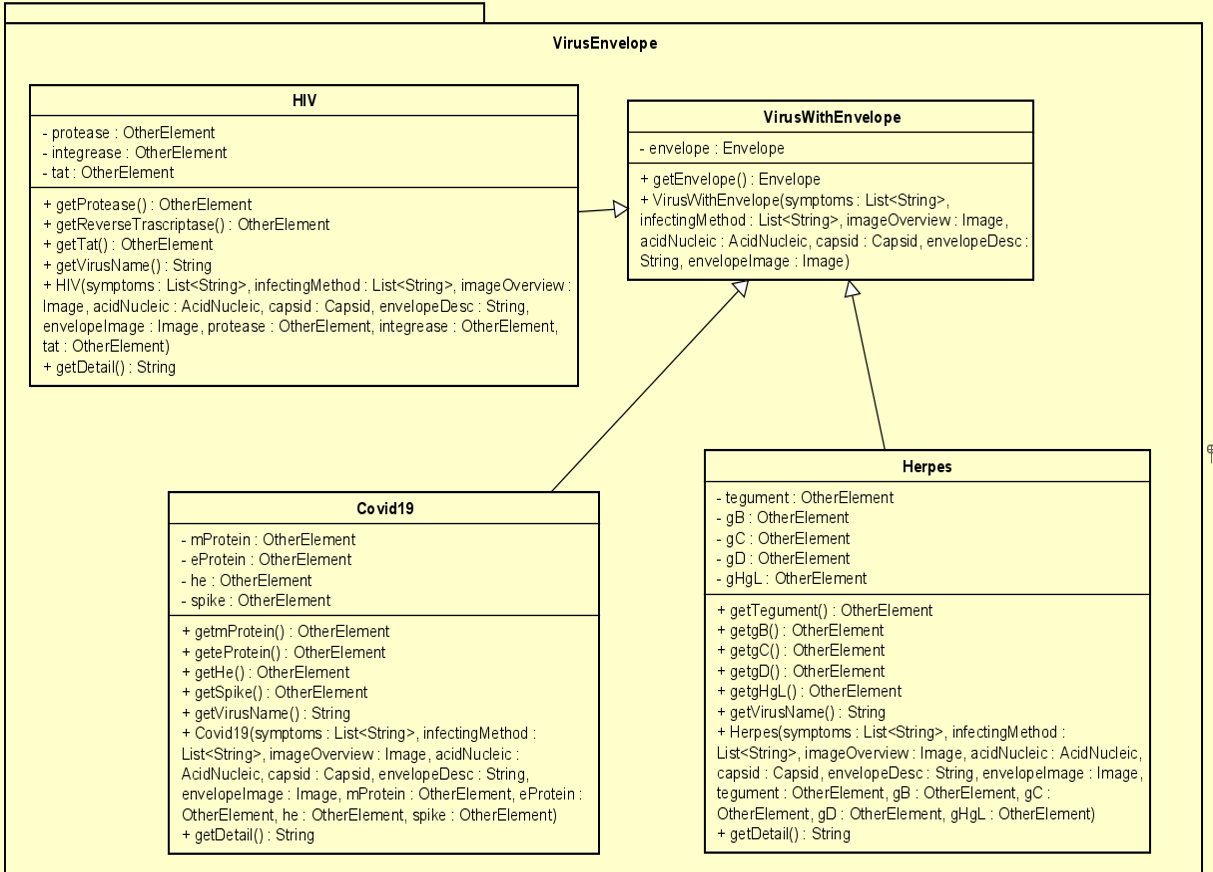 VirusEnvelope
HIV
- protease : OtherElement
- integrease : OtherElement
- tat : OtherElement
+ getProtease() : OtherElement
+ getReverseTrascriptase() : OtherElement
+ getTat() : OtherElement
+ getVirusName() : String
+ HIV(symptoms : List<String>, infectingMethod : List<String>, imageOverview :
Image, acidNucleic : AcidNucleic, capsid : Capsid, envelopeDesc : String,
envelopeImage : Image, protease : OtherElement, integrease : OtherElement,
tat : OtherElement)
+ getDetail() : String
VirusWithEnvelope
- envelope : Envelope
+ getEnvelope() : Envelope
+ VirusWithEnvelope(symptoms : List<String>,
infectingMethod : List<String>, imageOverview : Image,
acidNucleic : AcidNucleic, capsid : Capsid, envelopeDesc :
String, envelopeImage : Image)
Covid19
- mProtein : OtherElement
- eProtein : OtherElement
- he : OtherElement
- spike : OtherElement
+ getmProtein() : OtherElement
+ geteProtein() : OtherElement
+ getHe() : OtherElement
+ getSpike() : OtherElement
+ getVirusName() : String
+ Covid19(symptoms : List<String>, infectingMethod :
List<String>, imageOverview : Image, acidNucleic :
AcidNucleic, capsid : Capsid, envelopeDesc : String,
envelopeImage : Image, mProtein : OtherElement, eProtein :
OtherElement, he : OtherElement, spike : OtherElement)
+ getDetail() : String
Herpes
- tegument : OtherElement
- gB : OtherElement
- gC : OtherElement
- gD : OtherElement
- gHgL : OtherElement
+ getTegument() : OtherElement
+ getgB() : OtherElement
+ getgC() : OtherElement
+ getgD() : OtherElement
+ getgHgL() : OtherElement
+ getVirusName() : String
+ Herpes(symptoms : List<String>, infectingMethod :
List<String>, imageOverview : Image, acidNucleic : AcidNucleic,
capsid : Capsid, envelopeDesc : String, envelopeImage : Image,
tegument : OtherElement, gB : OtherElement, gC :
OtherElement, gD : OtherElement, gHgL : OtherElement)
+ getDetail() : String